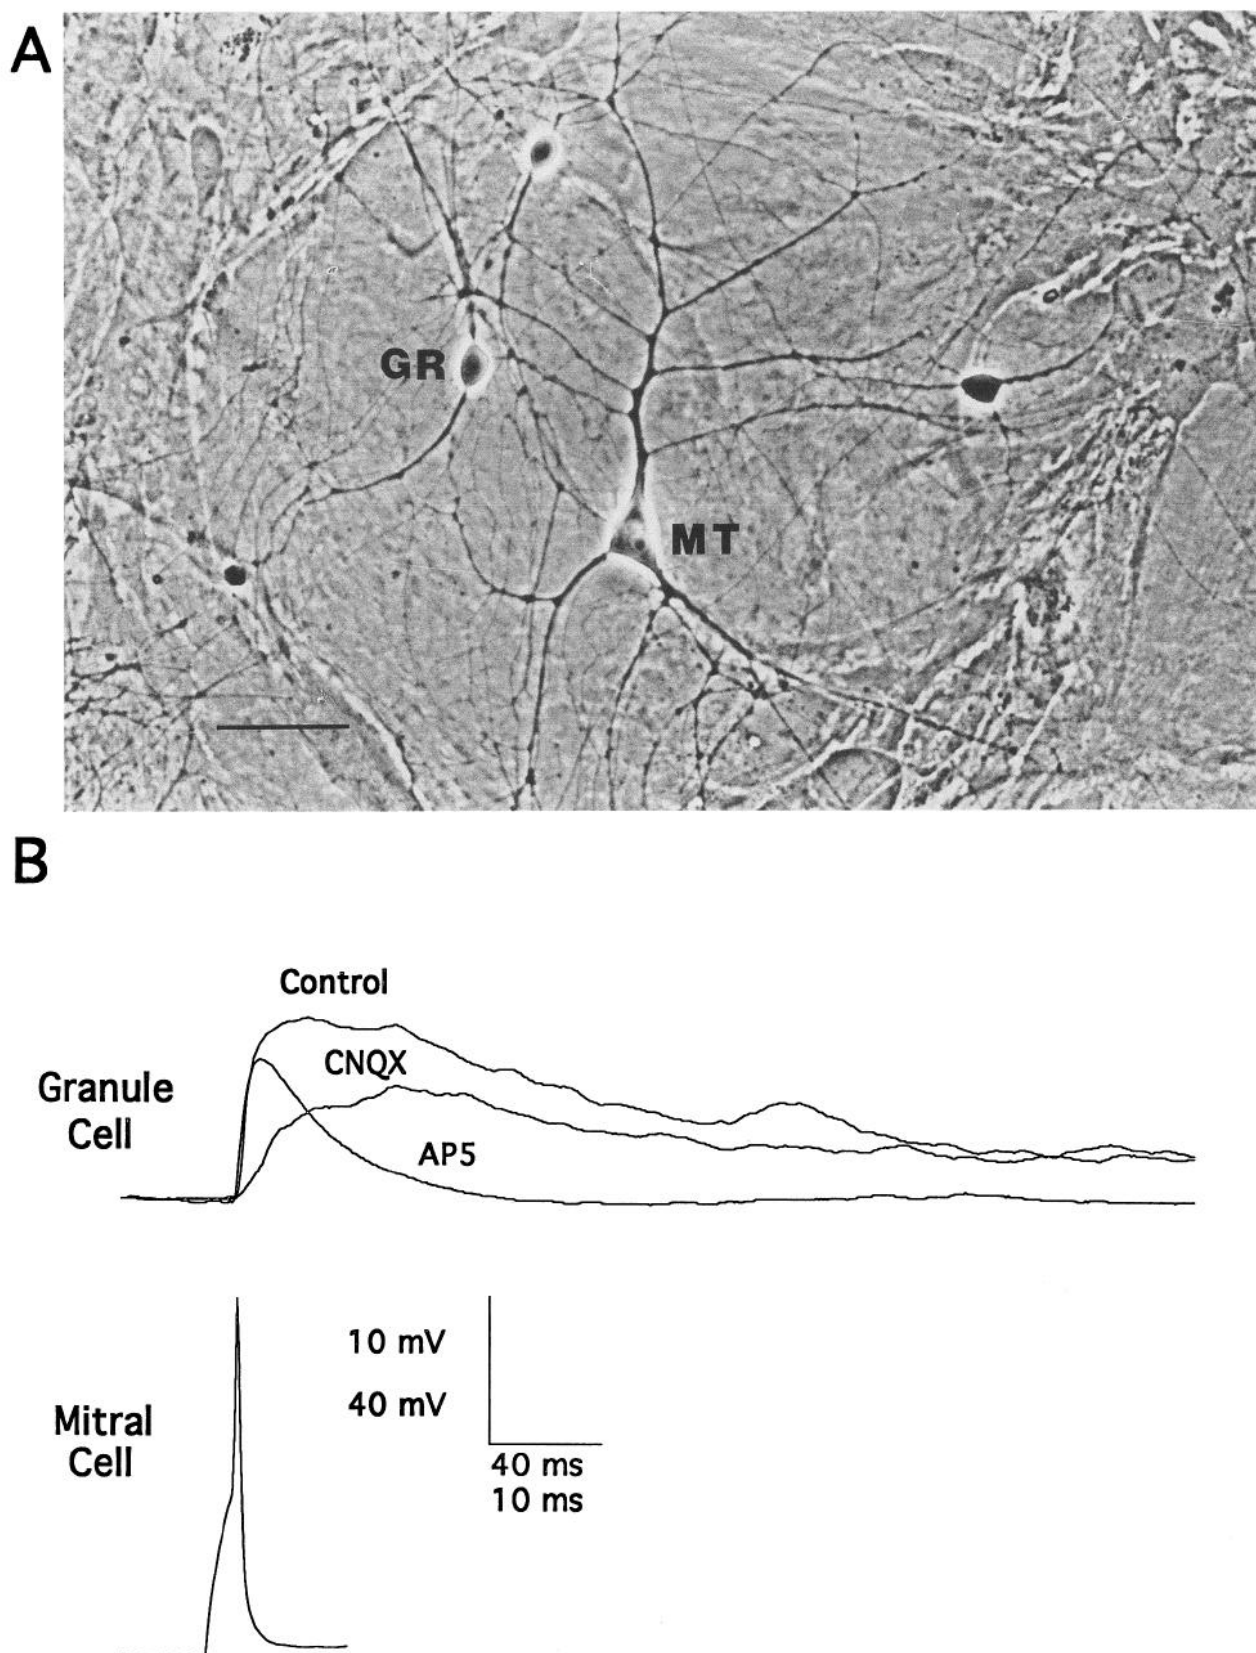 A
GR
MT
B
Control
CNQX
Granule
Cell
AP5
10 mV
40 mV
Mitral
Cell
40 ms
10 ms